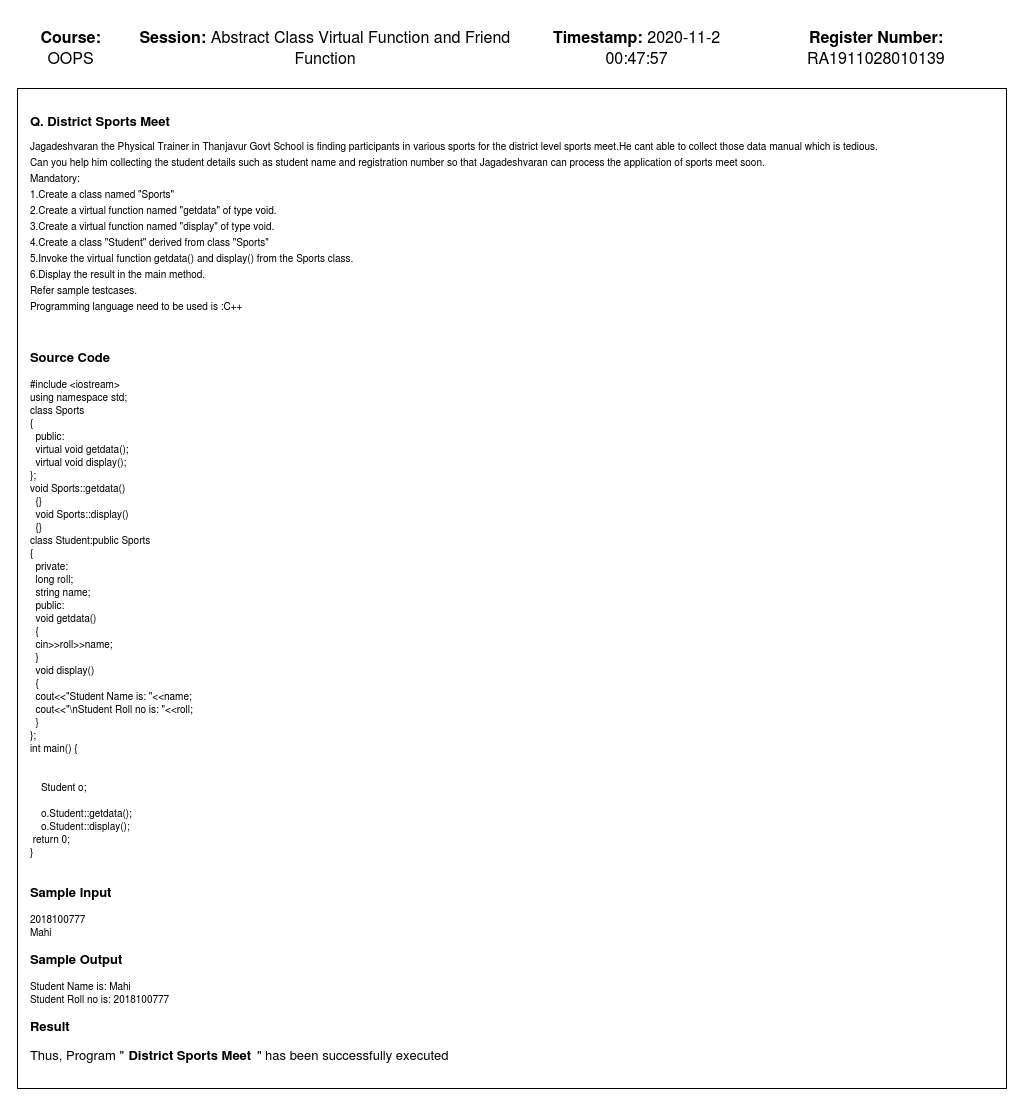 Course: OOPS
Session: Abstract Class Virtual Function and Friend Function
Timestamp: 2020-11-2 00:47:57
Register Number: RA1911028010139
Q. District Sports Meet
Jagadeshvaran the Physical Trainer in Thanjavur Govt School is finding participants in various sports for the district level sports meet.He cant able to collect those data manual which is tedious.
Can you help him collecting the student details such as student name and registration number so that Jagadeshvaran can process the application of sports meet soon.
Mandatory:
1.Create a class named "Sports"
2.Create a virtual function named "getdata" of type void.
3.Create a virtual function named "display" of type void.
4.Create a class "Student" derived from class "Sports"
5.Invoke the virtual function getdata() and display() from the Sports class.
6.Display the result in the main method.
Refer sample testcases.
Programming language need to be used is :C++
Source Code
#include <iostream>
using namespace std;
class Sports
{
public:
virtual void getdata();
virtual void display();
};
void Sports::getdata()
{}
void Sports::display()
{}
class Student:public Sports
{
private:
long roll;
string name;
public:
void getdata()
{
cin>>roll>>name;
}
void display()
{
cout<<"Student Name is: "<<name;
cout<<"\nStudent Roll no is: "<<roll;
}
};
int main() {
Student o;
o.Student::getdata();
o.Student::display();
return 0;
}
Sample Input
2018100777
Mahi
Sample Output
Student Name is: Mahi
Student Roll no is: 2018100777
Result
Thus, Program " District Sports Meet " has been successfully executed